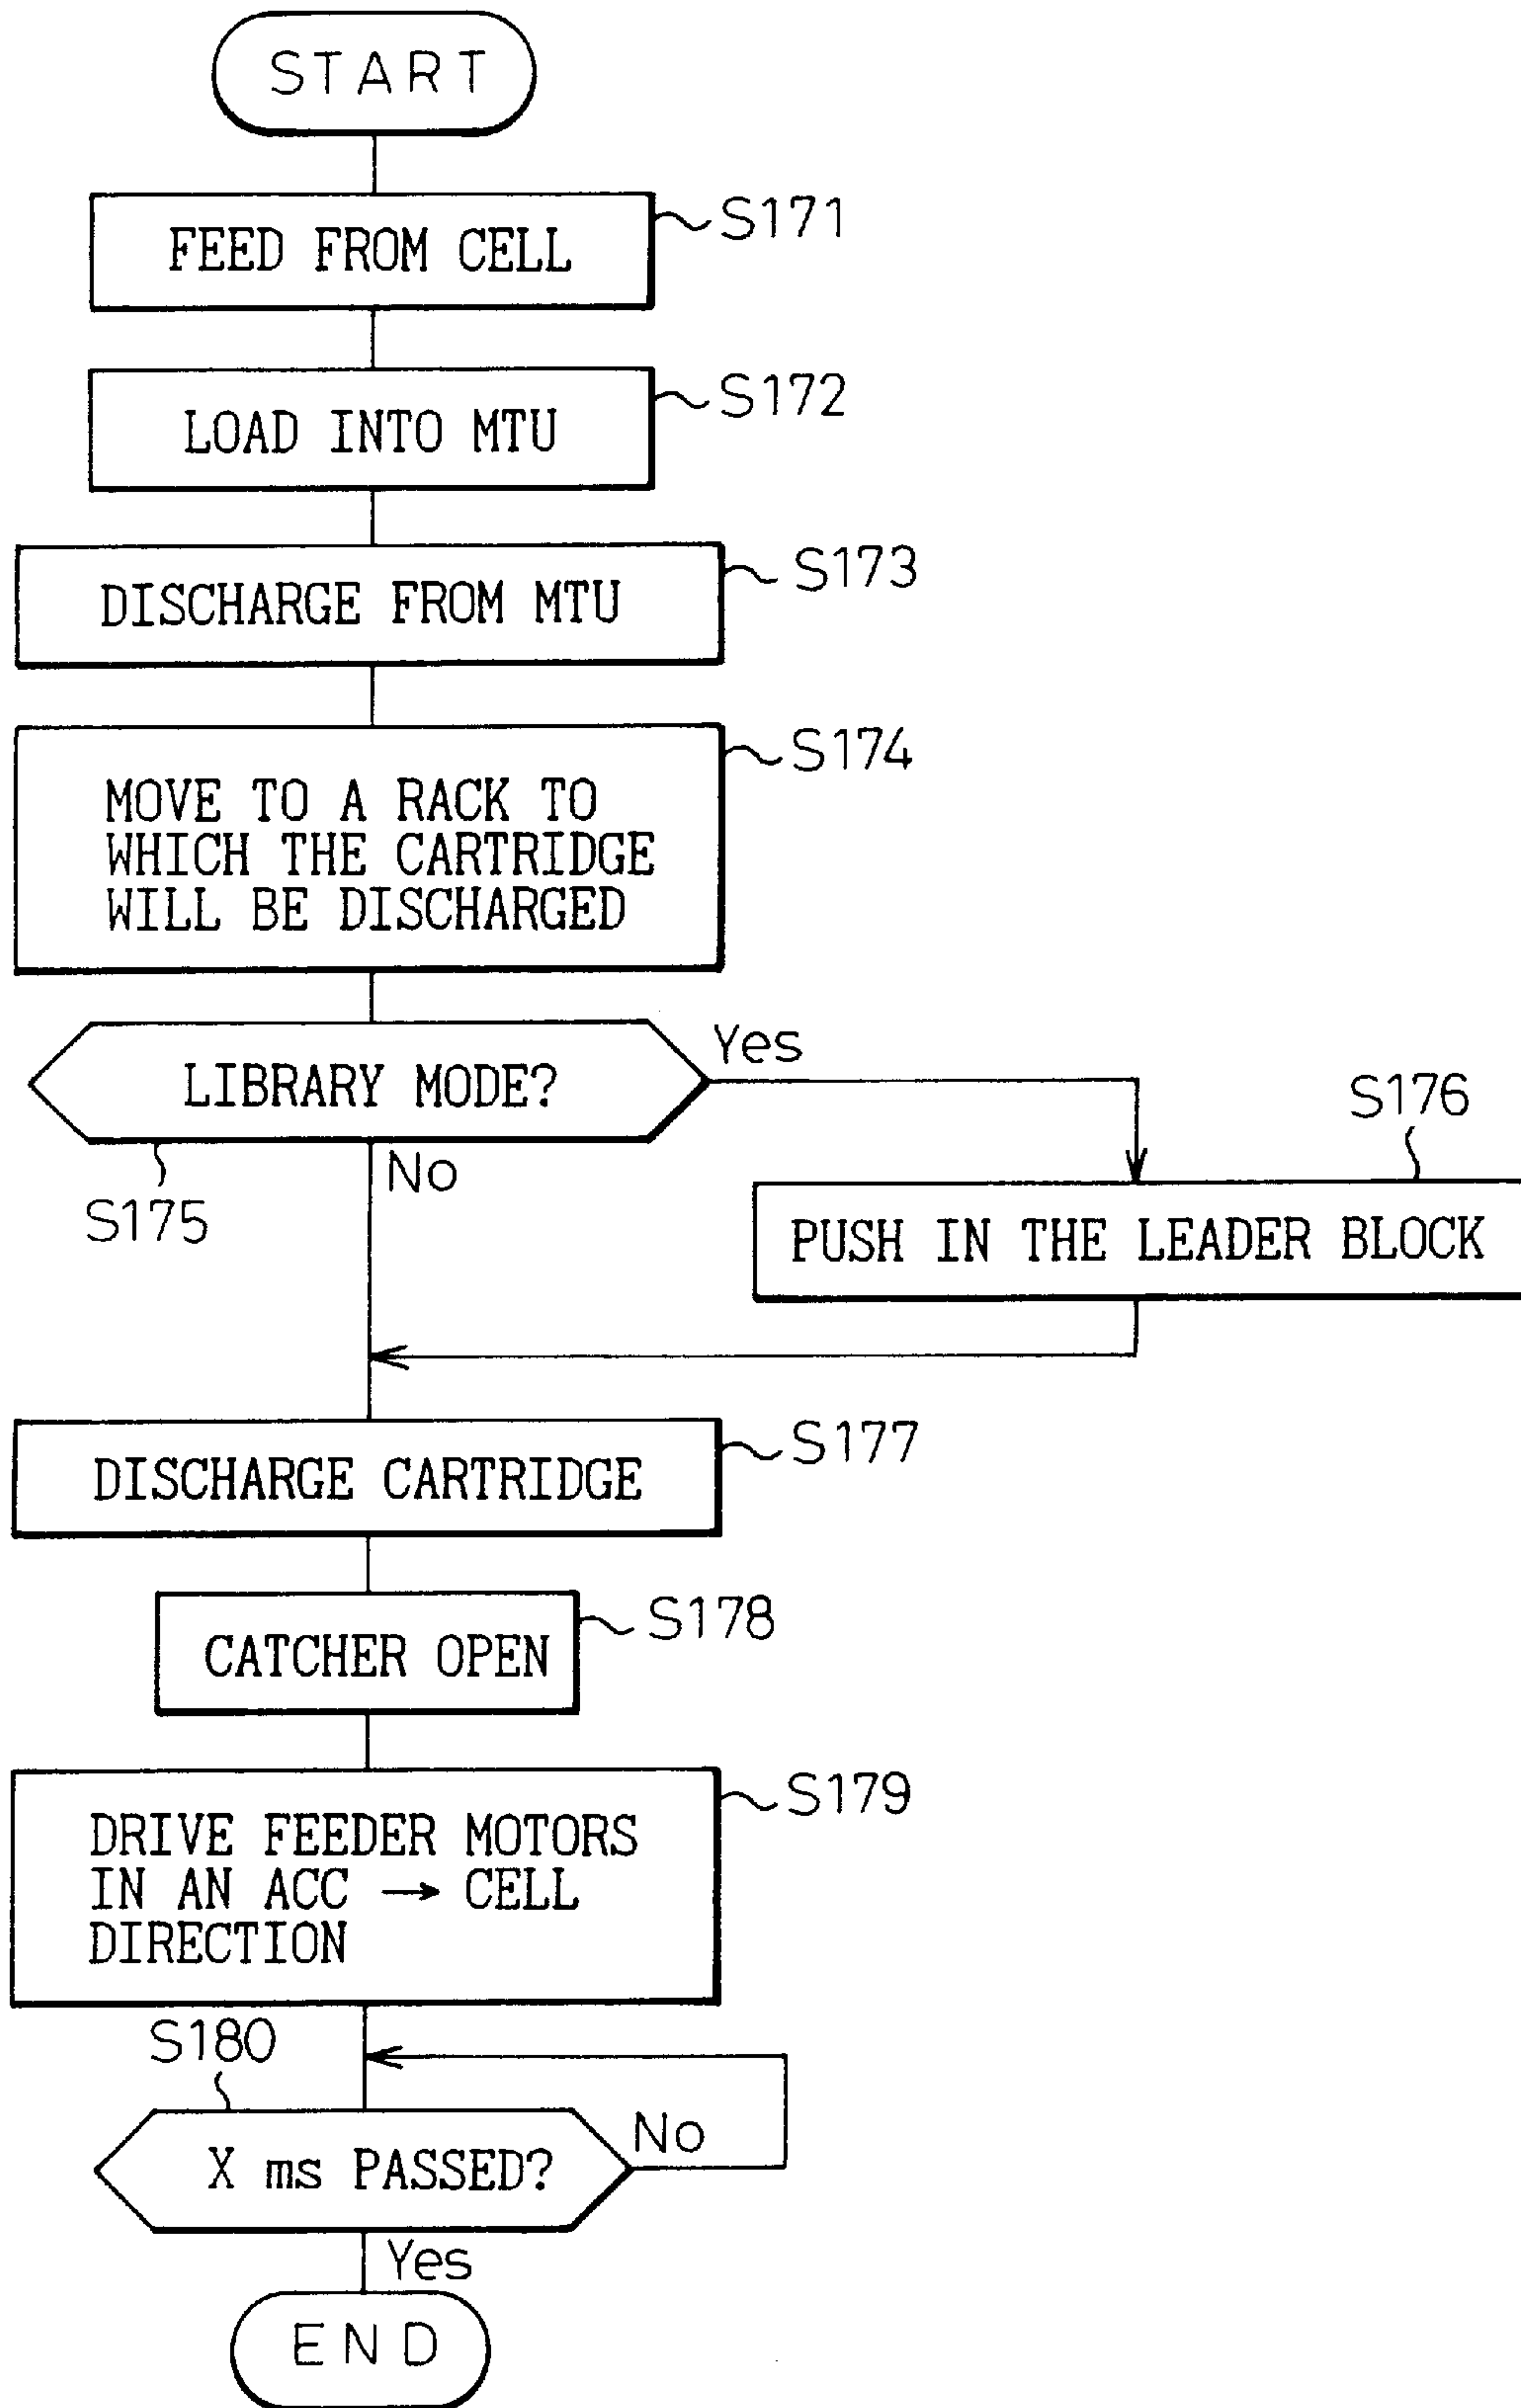 START
FEED FROM CELL
S171
LOAD INTO MTU
S172
DISCHARGE FROM MTU
S173
MOVE TO A RACK TO
WHICH THE CARTRIDGE
WILL BE DISCHARGED
S174
LIBRARY MODE?
Yes
No
S175
S176
PUSH IN THE LEADER BLOCK
DISCHARGE CARTRIDGE
S177
CATCHER OPEN
S178
DRIVE FEEDER MOTORS
IN AN ACC → CELL
DIRECTION
S179
S180
X ms PASSED?
No
Yes
END